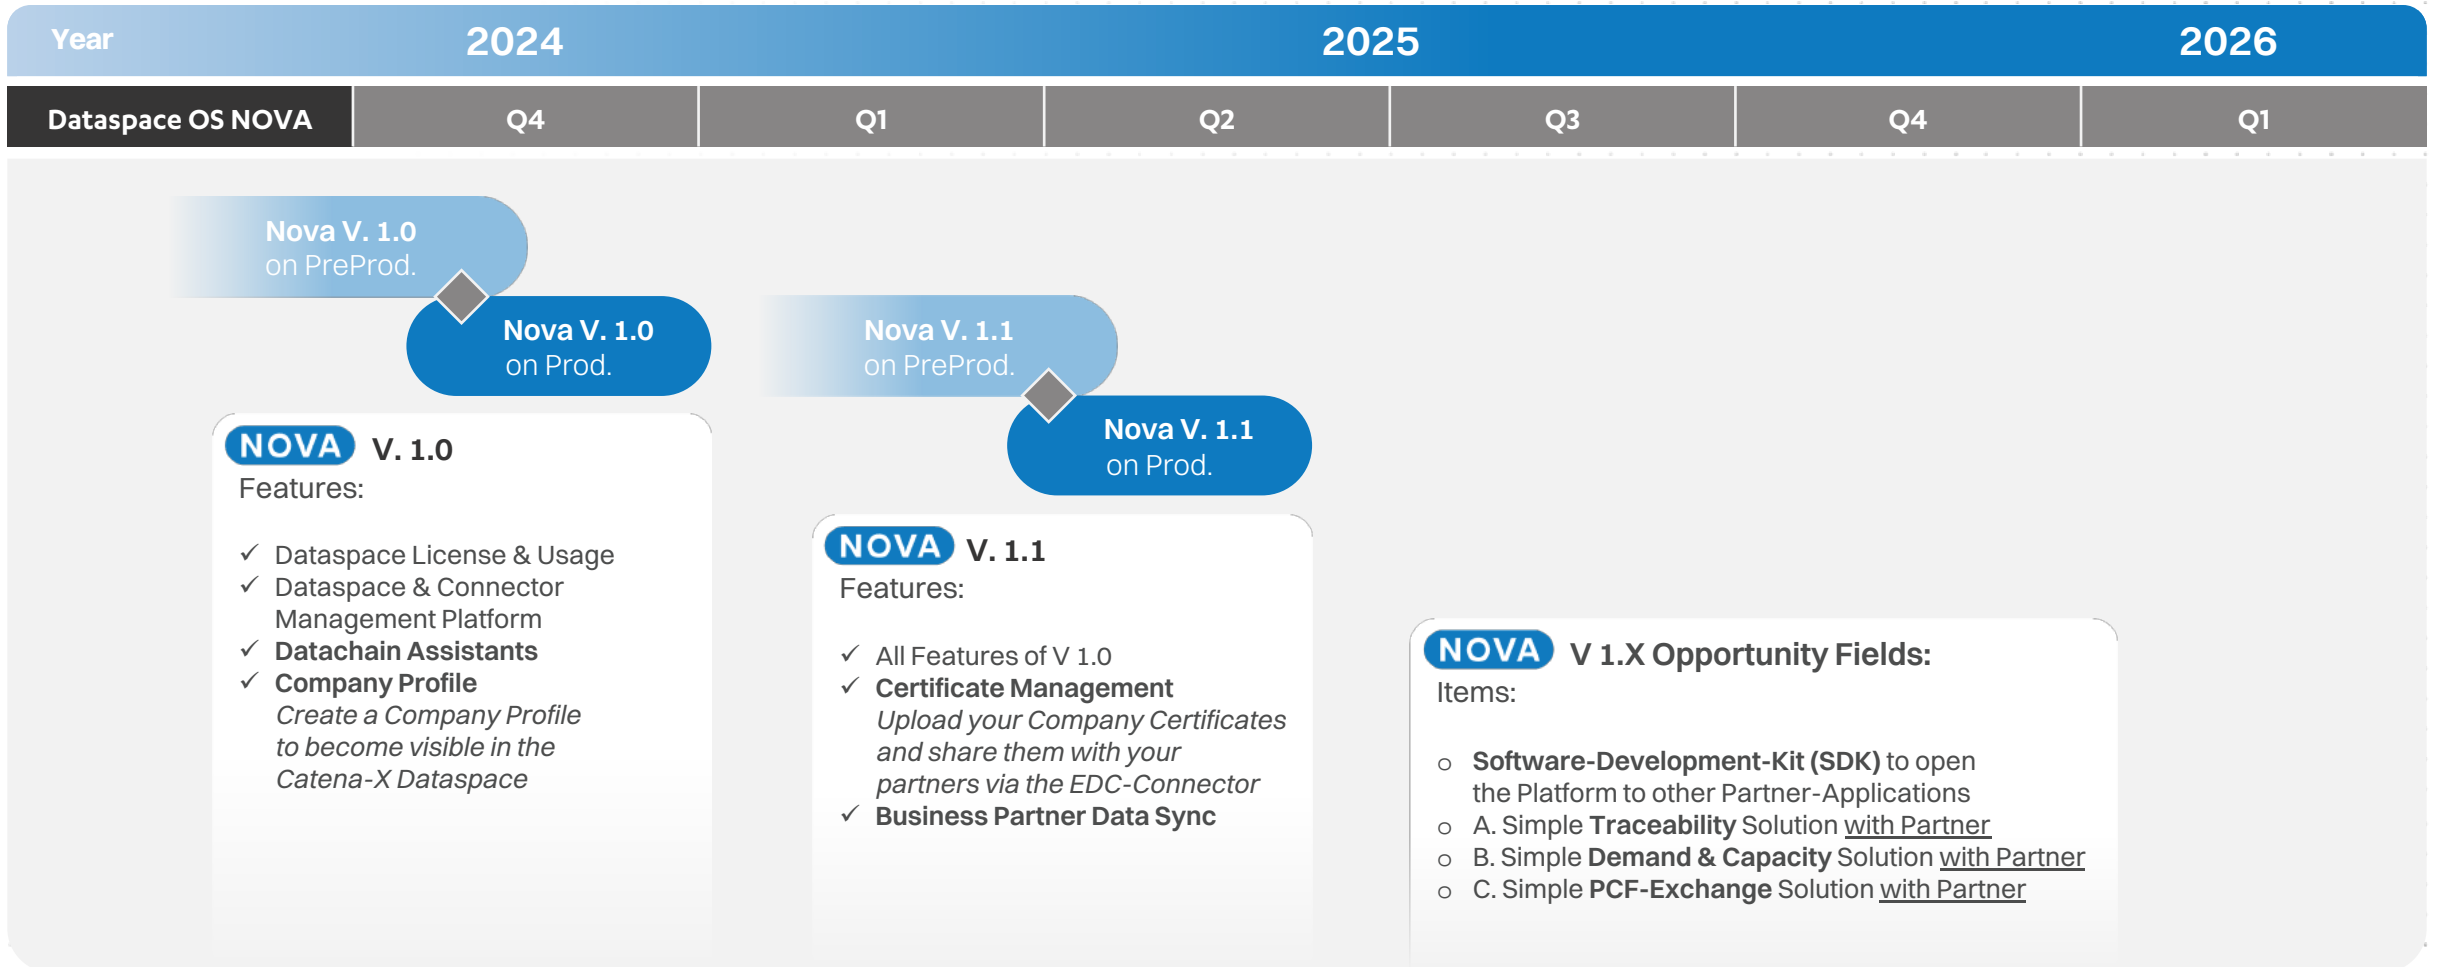 Year 2024 2025 2026
Dataspace OS NOVA Q4 Q1 Q2 Q3 Q4 Q1
Nova V. 1.0
on PreProd.
Nova V. 1.0
on Prod.
NOVA V. 1.0
Features:
✓ Dataspace License & Usage
✓ Dataspace & Connector
Management Platform
✓ Datachain Assistants
✓ Company Profile
Create a Company Profile
to become visible in the
Catena-X Dataspace
Nova V. 1.1
on PreProd.
Nova V. 1.1
on Prod.
NOVA V. 1.1
Features:
✓ All Features of V 1.0
✓ Certificate Management
Upload your Company Certificates
and share them with your
partners via the EDC-Connector
✓ Business Partner Data Sync
NOVA V 1.X Opportunity Fields:
Items:
o Software-Development-Kit (SDK) to open
the Platform to other Partner-Applications
o A. Simple Traceability Solution with Partner
o B. Simple Demand & Capacity Solution with Partner
o C. Simple PCF-Exchange Solution with Partner